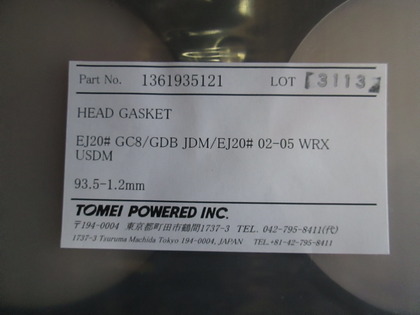 Part No. 1361935121 LOT 3113
HEAD GASKET
EJ20# GC8/GDB JDM/EJ20# 02-05 WRX
USDM
93.5-1.2mm
TOMEI POWERED INC.
〒194-0004 東京都町田市鶴間1737-3 TEL. 042-795-8411(代)
1737-3 Tsuruma Machida Tokyo 194-0004, JAPAN TEL.+81-42-795-8411